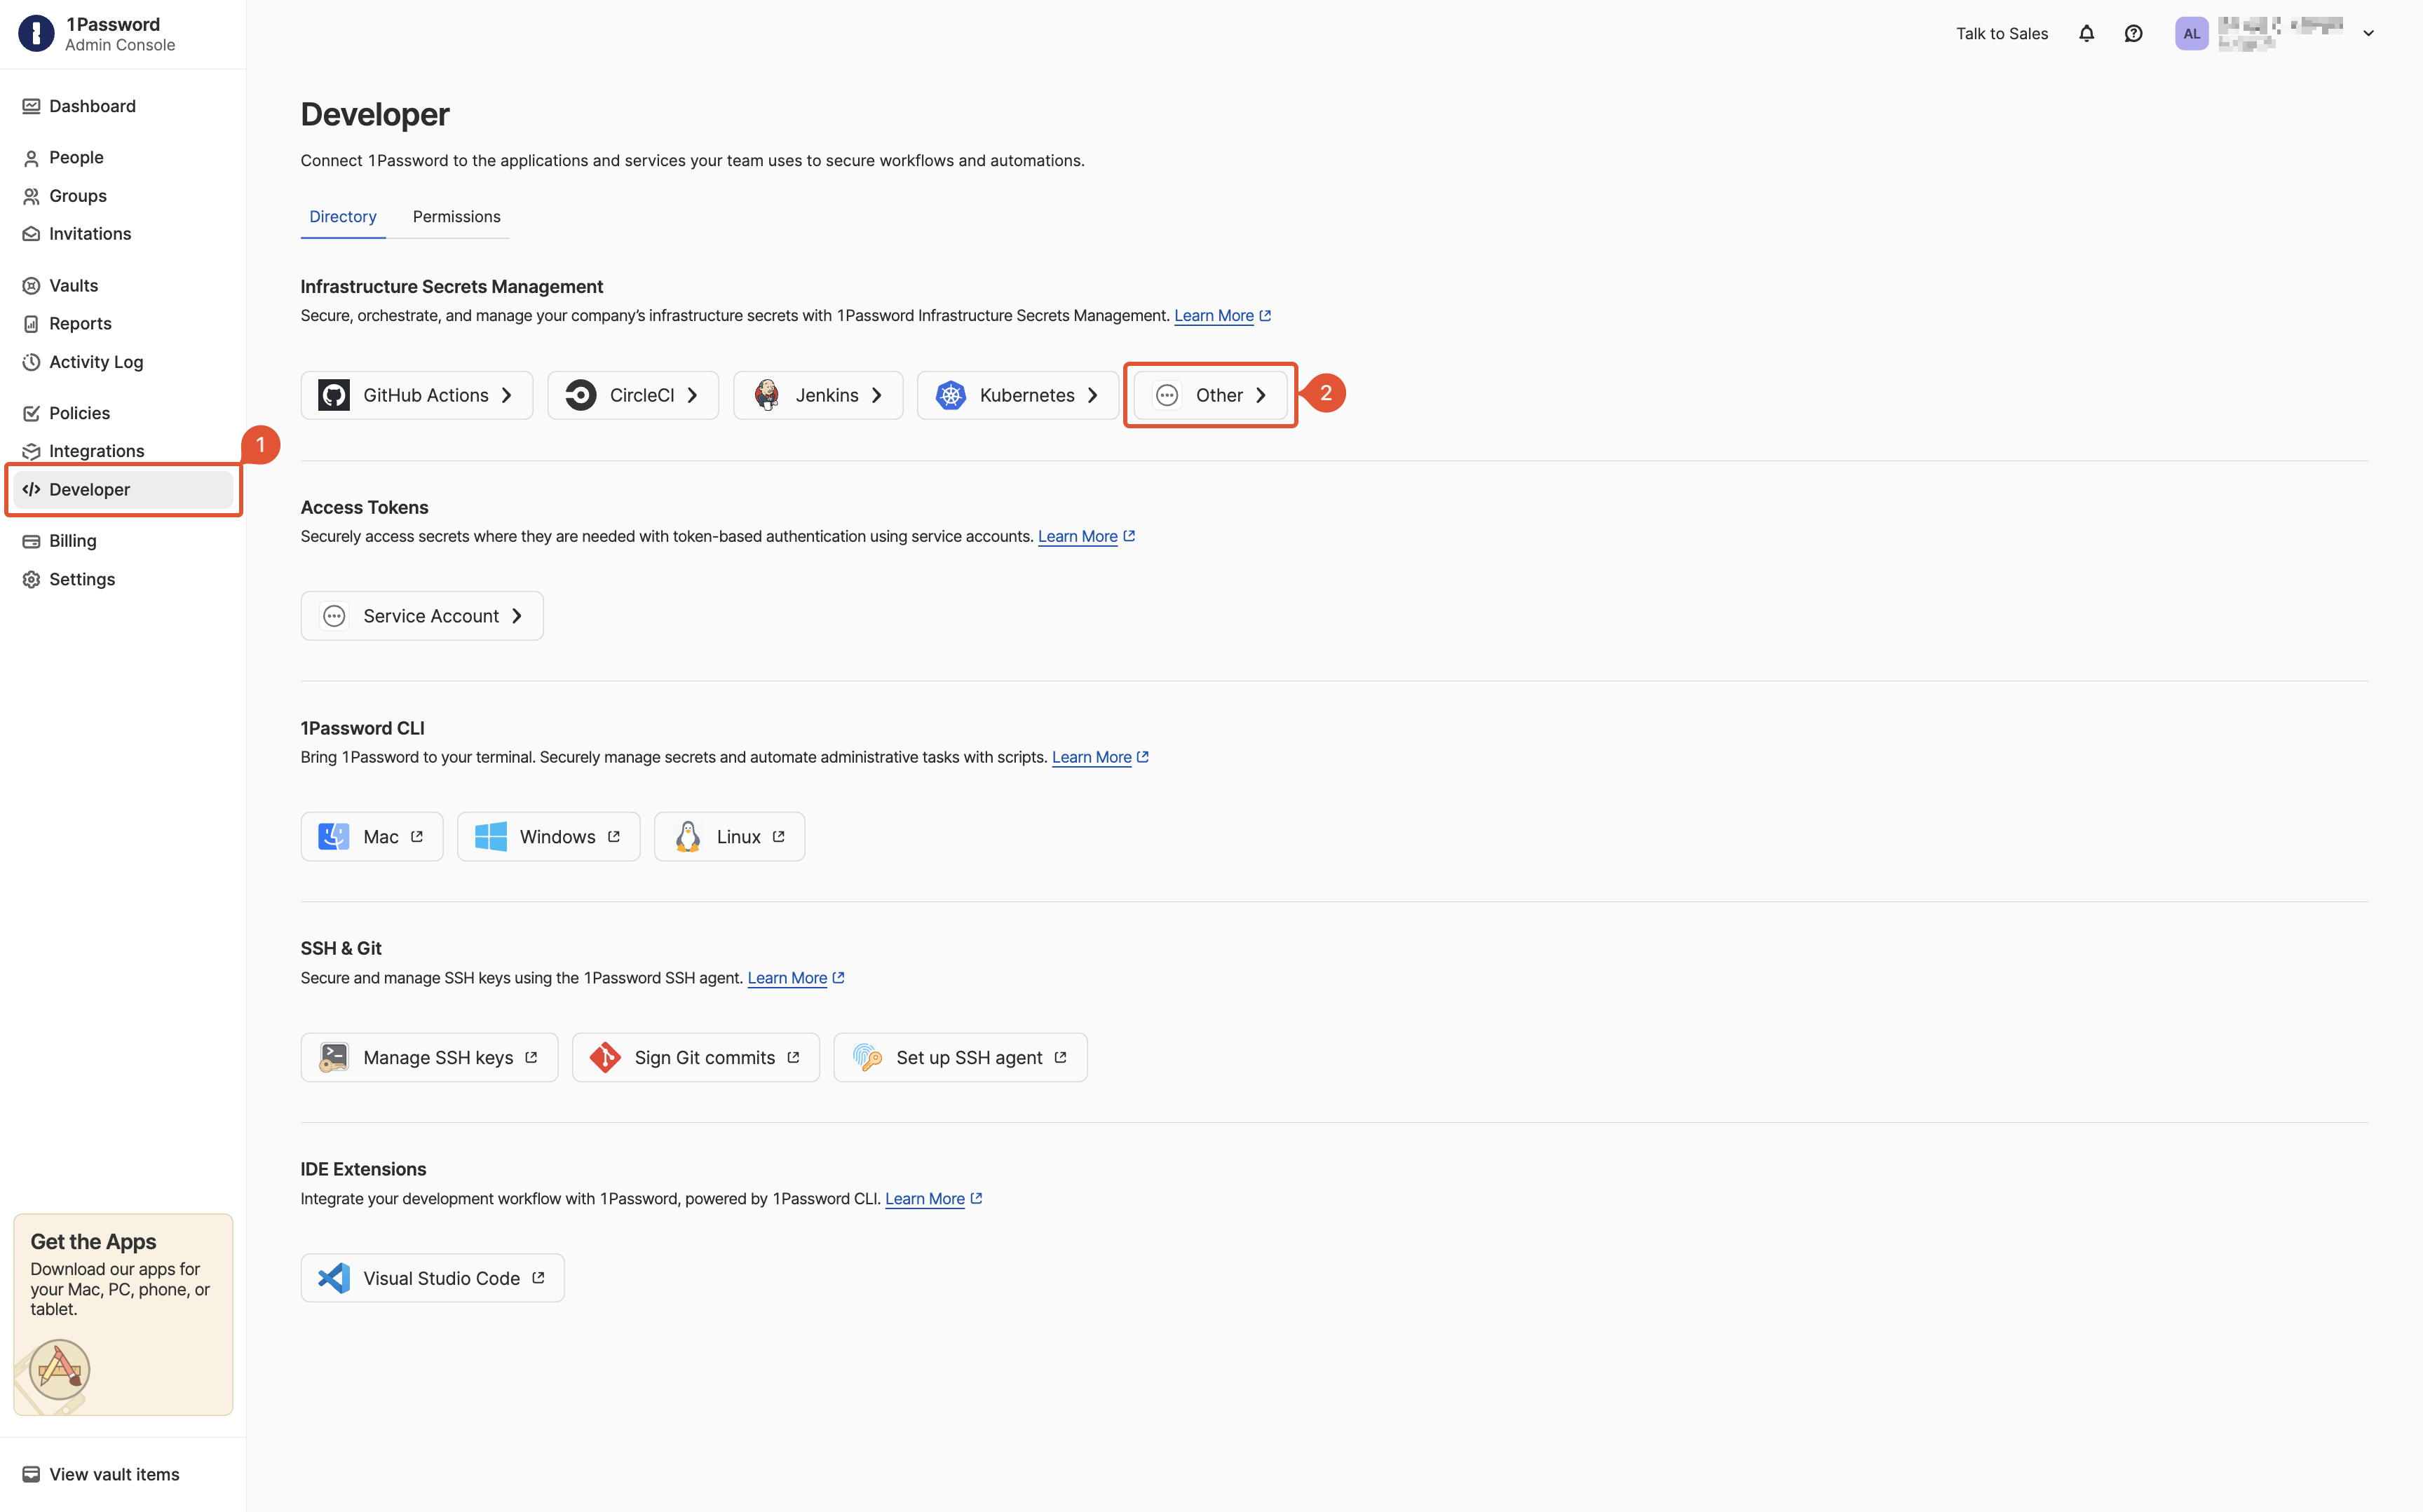 1Password
Admin Console
Talk to Sales
AL
Dashboard
People
Groups
Invitations
Vaults
Reports
Activity Log
Policies
Integrations
1
Developer
Billing
Settings
Developer
Connect 1Password to the applications and services your team uses to secure workflows and automations.
Directory
Permissions
Infrastructure Secrets Management
Secure, orchestrate, and manage your company's infrastructure secrets with 1Password Infrastructure Secrets Management. Learn More
GitHub Actions
CircleCI
Jenkins
Kubernetes
Other
2
Access Tokens
Securely access secrets where they are needed with token-based authentication using service accounts. Learn More
Service Account
1Password CLI
Bring 1Password to your terminal. Securely manage secrets and automate administrative tasks with scripts. Learn More
Mac
Windows
Linux
SSH & Git
Secure and manage SSH keys using the 1Password SSH agent. Learn More
Manage SSH keys
Sign Git commits
Set up SSH agent
IDE Extensions
Integrate your development workflow with 1Password, powered by 1Password CLI. Learn More
Visual Studio Code
Get the Apps
Download our apps for
your Mac, PC, phone, or
tablet.
View vault items